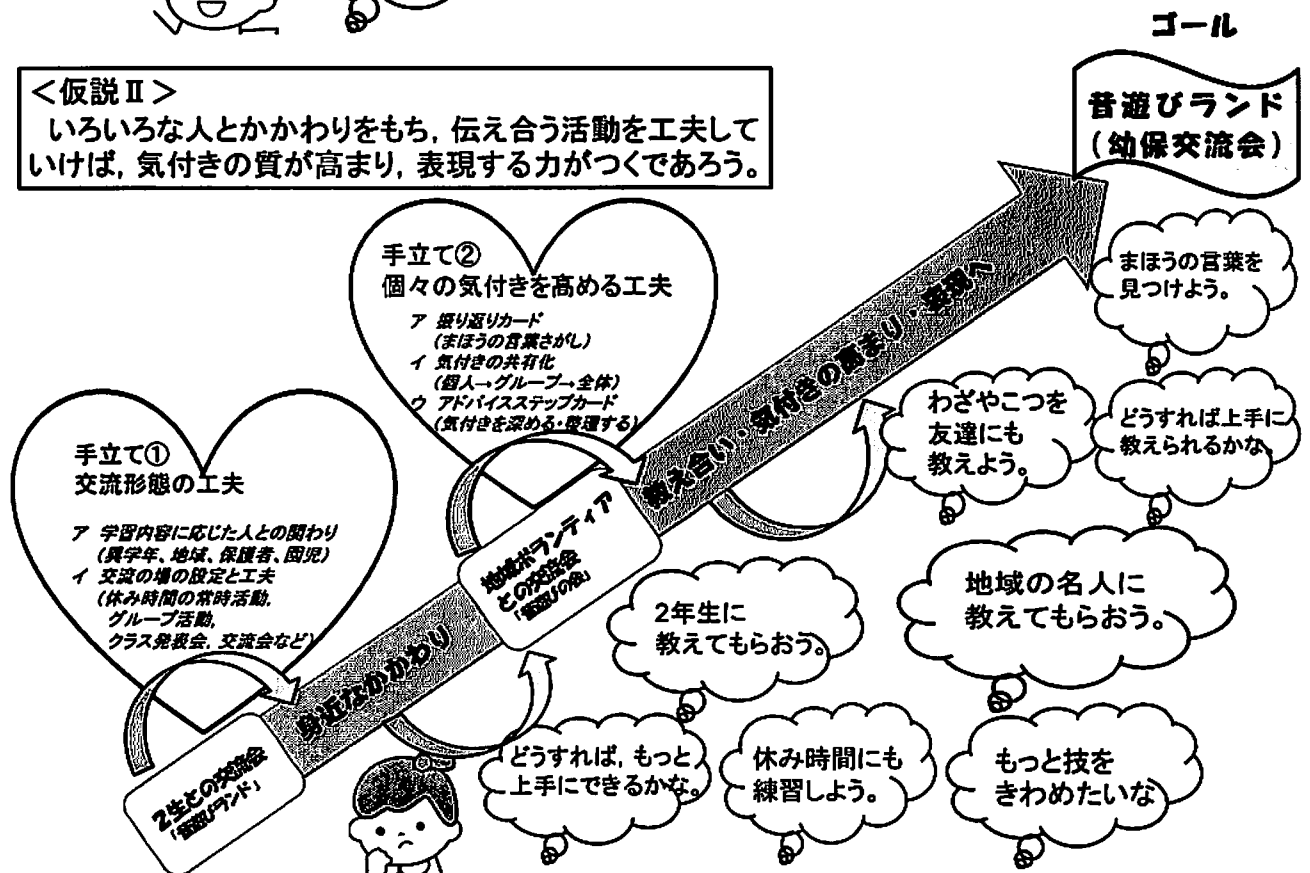 ゴール
昔遊びランド
(幼保交流会)
<仮説Ⅱ>
いろいろな人とかかわりをもち,伝え合う活動を工夫して
いけば,気付きの質が高まり,表現する力がつくであろう。
手立て②
個々の気付きを高める工夫
ア 振り返りカード
(まほうの言葉さがし)
イ 気付きの共有化
(個人→グループ→全体)
ウ アドバイスステップカード
(気付きを深める・整理する)
手立て①
交流形態の工夫
ア 学習内容に応じた人との関わり
(異学年、地域、保護者、園児)
イ 交流の場の設定と工夫
(休み時間の常時活動,
グループ活動,
クラス発表会,交流会など)
2生との交流会
「昔遊びランド」
身近なかかわり
地域ボランティア
との交流会
「昔遊びの会」
教え合い・気付きの高まり・表現へ
まほうの言葉を
見つけよう。
わざやこつを
友達にも
教えよう。
どうすれば上手に
教えられるかな。
2年生に
教えてもらおう。
地域の名人に
教えてもらおう。
どうすれば,もっと
上手にできるかな。
休み時間にも
練習しよう。
もっと技を
きわめたいな